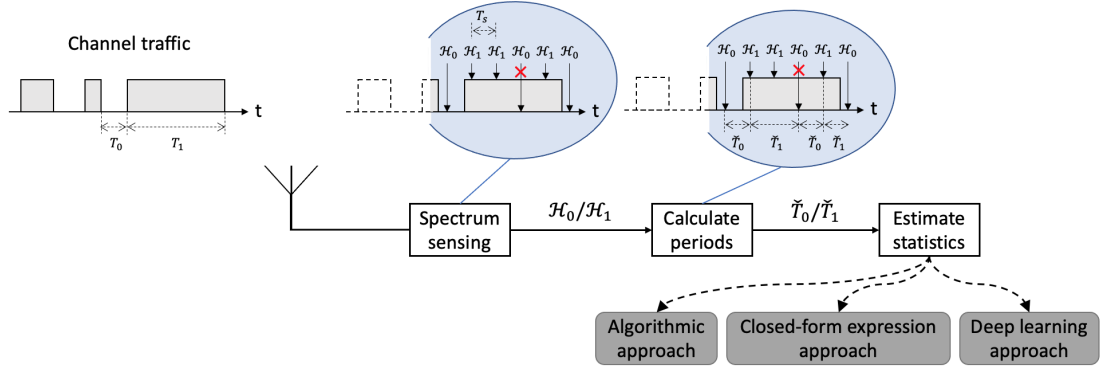 Channel traffic
t
T₀
T₁
Tₛ
ℋ₀ ℋ₁ ℋ₁ ℋ₀ ℋ₁ ℋ₀
t
ℋ₀ ℋ₁ ℋ₁ ℋ₀ ℋ₁ ℋ₀
t
Ť₀ Ť₁ Ť₀ Ť₁
Spectrum
sensing
ℋ₀/ℋ₁
Calculate
periods
Ť₀/Ť₁
Estimate
statistics
Algorithmic
approach
Closed-form expression
approach
Deep learning
approach